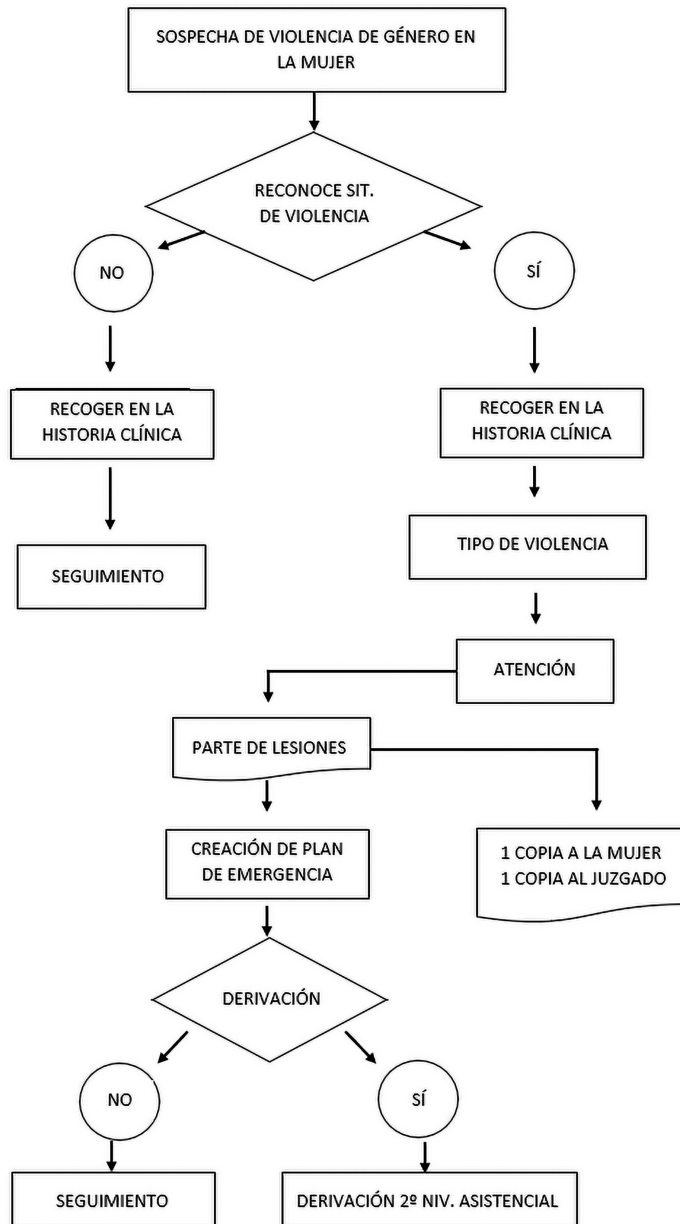 SOSPECHA DE VIOLENCIA DE GÉNERO EN
LA MUJER
RECONOCE SIT.
DE VIOLENCIA
NO
SÍ
RECOGER EN LA
HISTORIA CLÍNICA
RECOGER EN LA
HISTORIA CLÍNICA
TIPO DE VIOLENCIA
SEGUIMIENTO
ATENCIÓN
PARTE DE LESIONES
CREACIÓN DE PLAN
DE EMERGENCIA
1 COPIA A LA MUJER
1 COPIA AL JUZGADO
DERIVACIÓN
NO
SÍ
SEGUIMIENTO
DERIVACIÓN 2º NIV. ASISTENCIAL